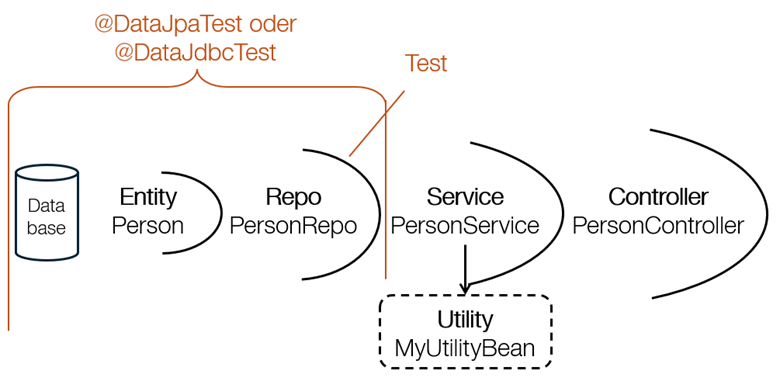 @DataJpaTest oder
@DataJdbcTest
Test
Data
base
Entity
Person
Repo
PersonRepo
Service
PersonService
Controller
PersonController
Utility
MyUtilityBean